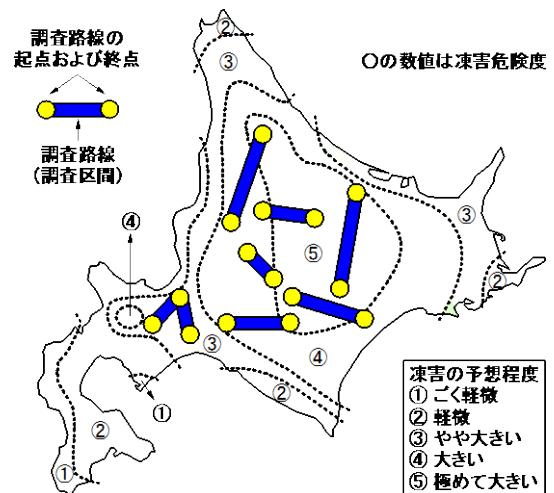 調査路線の
起点および終点
調査路線
(調査区間)
○の数値は凍害危険度
②
③
④
⑤
③
②
③
④
②
①
②
①
凍害の予想程度
① ごく軽微
② 軽微
③ やや大きい
④ 大きい
⑤ 極めて大きい